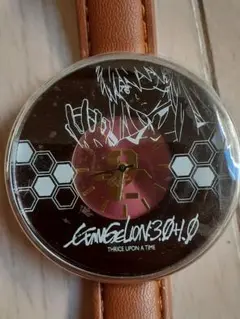 EVANGELION:3.0+1.0
THRICE UPON A TIME